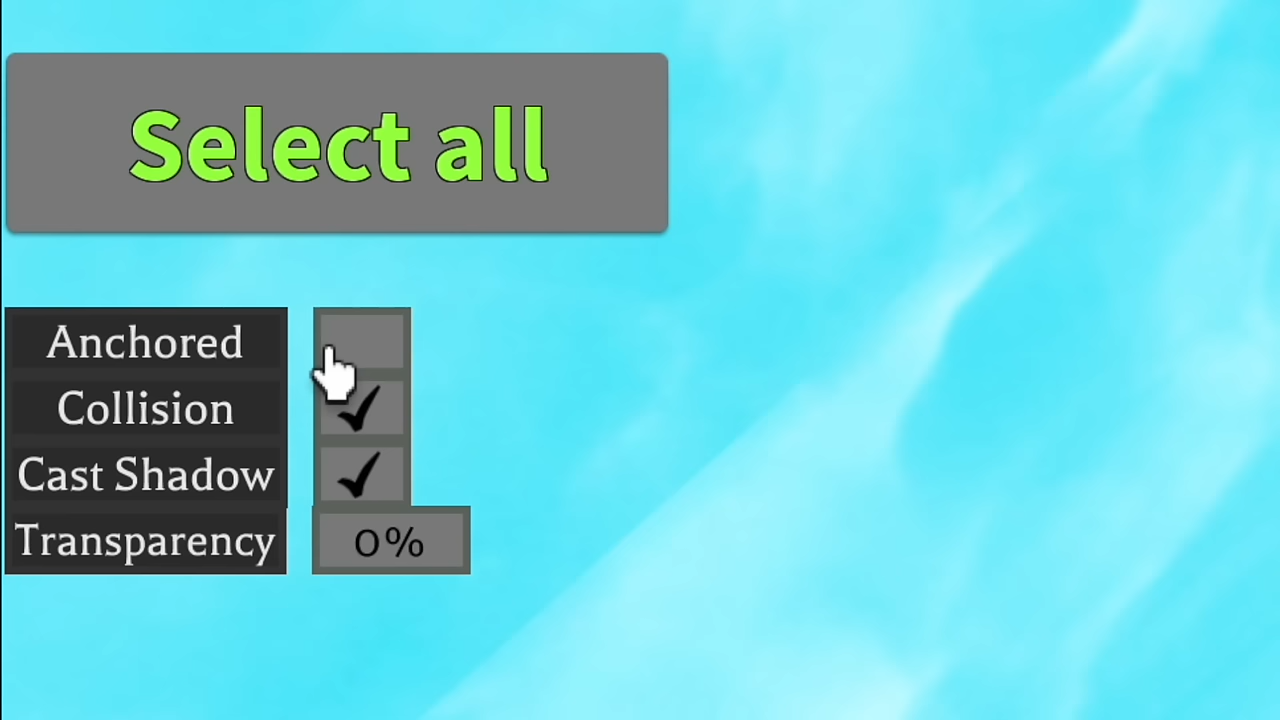 Select all
Anchored
Collision ✓
Cast Shadow ✓
Transparency 0%